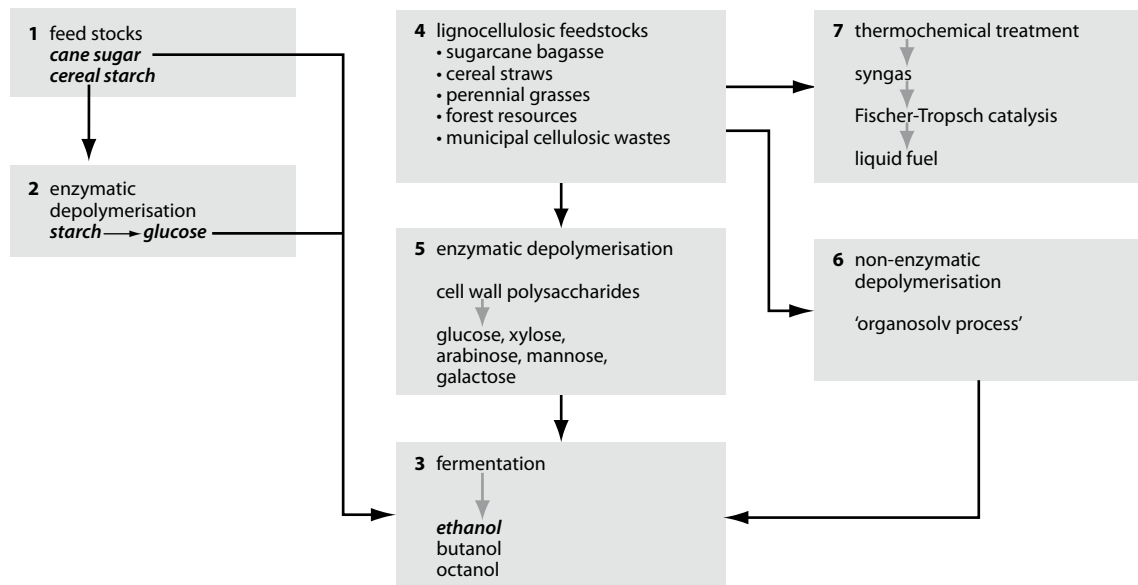 1 feed stocks
cane sugar
cereal starch
2 enzymatic
depolymerisation
starch → glucose
4 lignocellulosic feedstocks
• sugarcane bagasse
• cereal straws
• perennial grasses
• forest resources
• municipal cellulosic wastes
5 enzymatic depolymerisation
cell wall polysaccharides
glucose, xylose,
arabinose, mannose,
galactose
3 fermentation
ethanol
butanol
octanol
7 thermochemical treatment
syngas
Fischer-Tropsch catalysis
liquid fuel
6 non-enzymatic
depolymerisation
‘organosolv process’